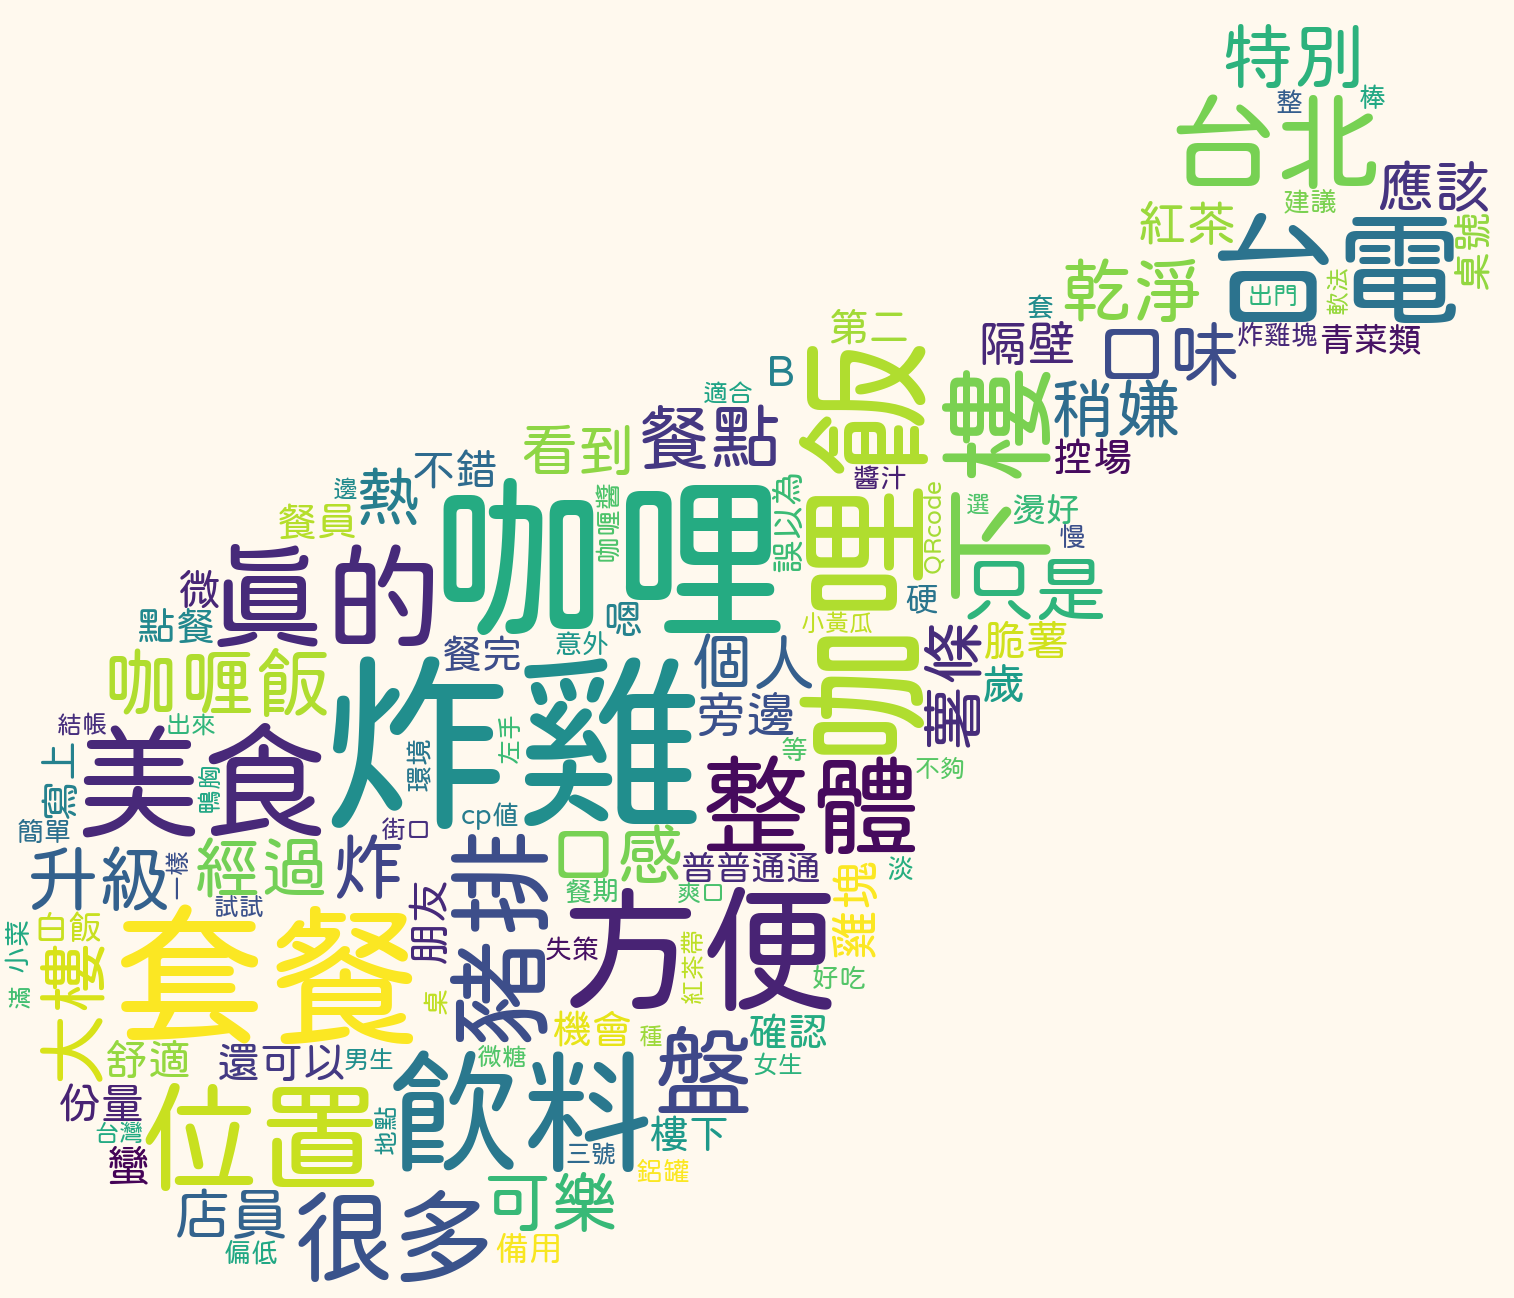 特別
整
棒
台北
應該
建議
紅茶
台電
桌號
出門
軟法
乾淨
套
隔壁
口味
炸雞塊
青菜類
第二
B
飯
樓下
稍嫌
控場
適合
餐點
看到
醬汁
不錯
邊
熱
餐員
咖哩
咖哩醬
誤以為
咖哩
QRcode
選
燙好
慢
只是
真的
微
點餐
嗯
硬
小黃瓜
意外
餐完
個人
薯條
脆薯
歲
咖哩飯
炸雞
旁邊
結帳
出來
左手
環境
等
不夠
美食
寫上
鴨胸
整體
簡單
cp值
街口
升級
一樣
經過
炸
豬排
口感
普普通通
雞塊
淡
試試
餐期
爽口
朋友
方便
白飯
小菜
滿
大樓
套餐
失策
紅茶帶
好吃
桌
機會
種
確認
舒適
還可以
男生
微糖
盤
女生
份量
位置
地點
飲料
台灣
蠻
三號
樓下
鋁罐
店員
很多
可樂
偏低
備用